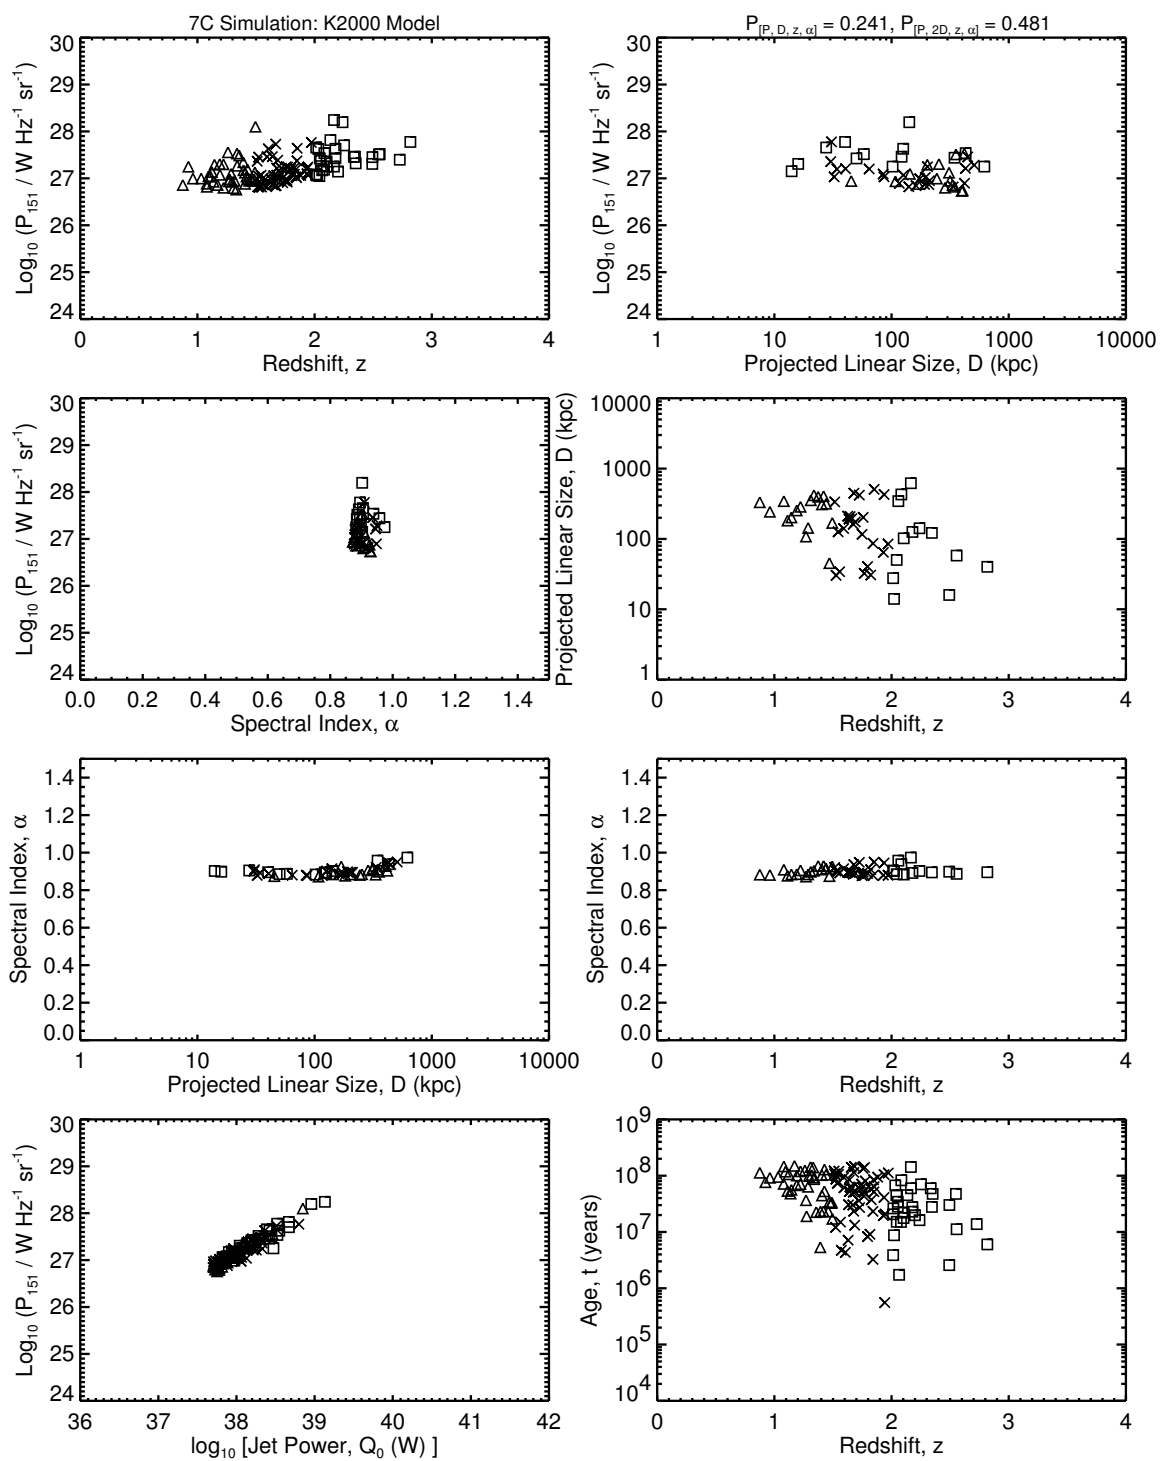 7C Simulation: K2000 Model
P[P, D, z, α] = 0.241, P[P, 2D, z, α] = 0.481
30
29
28
27
26
25
24
Log10 (P151 / W Hz-1 sr-1)
0 1 2 3 4
Redshift, z
30
29
28
27
26
25
24
Log10 (P151 / W Hz-1 sr-1)
1 10 100 1000 10000
Projected Linear Size, D (kpc)
30
29
28
27
26
25
24
Log10 (P151 / W Hz-1 sr-1)
0.0 0.2 0.4 0.6 0.8 1.0 1.2 1.4
Spectral Index, α
10000
1000
100
10
1
Projected Linear Size, D (kpc)
0 1 2 3 4
Redshift, z
1.4
1.2
1.0
0.8
0.6
0.4
0.2
0.0
Spectral Index, α
1 10 100 1000 10000
Projected Linear Size, D (kpc)
1.4
1.2
1.0
0.8
0.6
0.4
0.2
0.0
Spectral Index, α
0 1 2 3 4
Redshift, z
30
29
28
27
26
25
24
Log10 (P151 / W Hz-1 sr-1)
36 37 38 39 40 41 42
log10 [Jet Power, Q0 (W) ]
10^9
10^8
10^7
10^6
10^5
10^4
Age, t (years)
0 1 2 3 4
Redshift, z